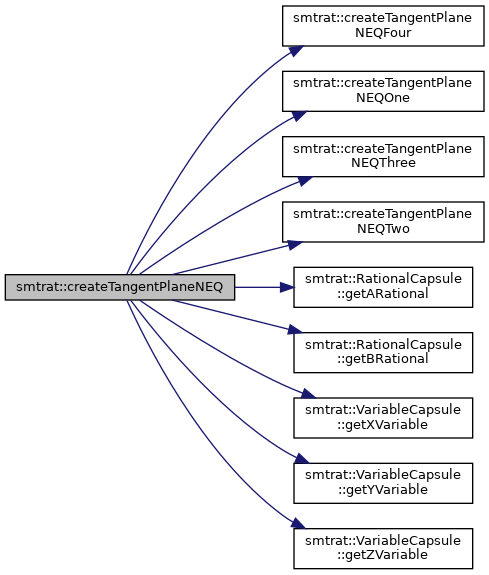 smtrat::createTangentPlane
NEQFour
smtrat::createTangentPlane
NEQOne
smtrat::createTangentPlane
NEQThree
smtrat::createTangentPlane
NEQTwo
smtrat::createTangentPlaneNEQ
smtrat::RationalCapsule
::getARational
smtrat::RationalCapsule
::getBRational
smtrat::VariableCapsule
::getXVariable
smtrat::VariableCapsule
::getYVariable
smtrat::VariableCapsule
::getZVariable